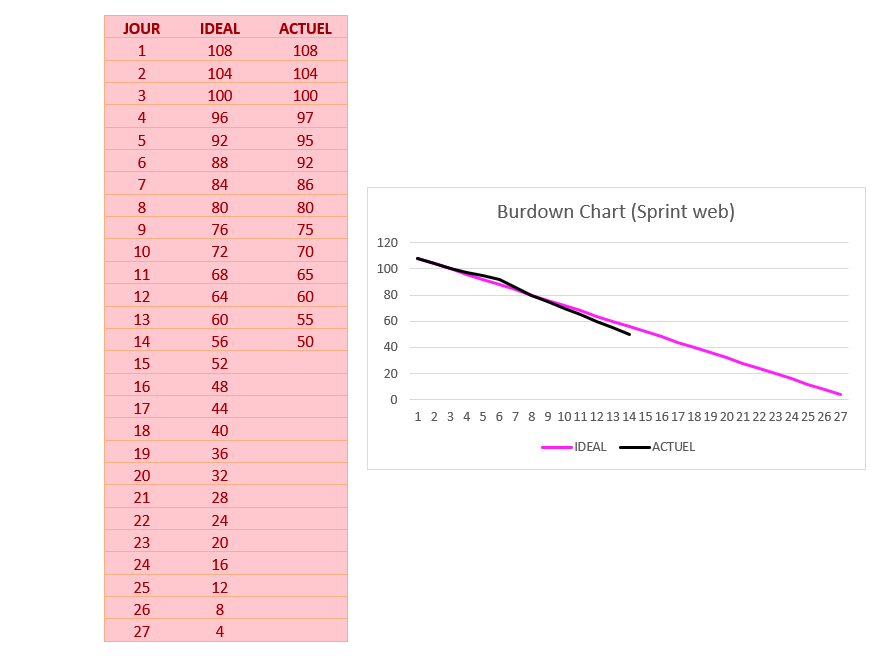 JOUR IDEAL ACTUEL
1 108 108
2 104 104
3 100 100
4 96 97
5 92 95
6 88 92
7 84 86
8 80 80
9 76 75
10 72 70
11 68 65
12 64 60
13 60 55
14 56 50
15 52
16 48
17 44
18 40
19 36
20 32
21 28
22 24
23 20
24 16
25 12
26 8
27 4
Burdown Chart (Sprint web)
120
100
80
60
40
20
0
1 2 3 4 5 6 7 8 9 10 11 12 13 14 15 16 17 18 19 20 21 22 23 24 25 26 27
IDEAL ACTUEL